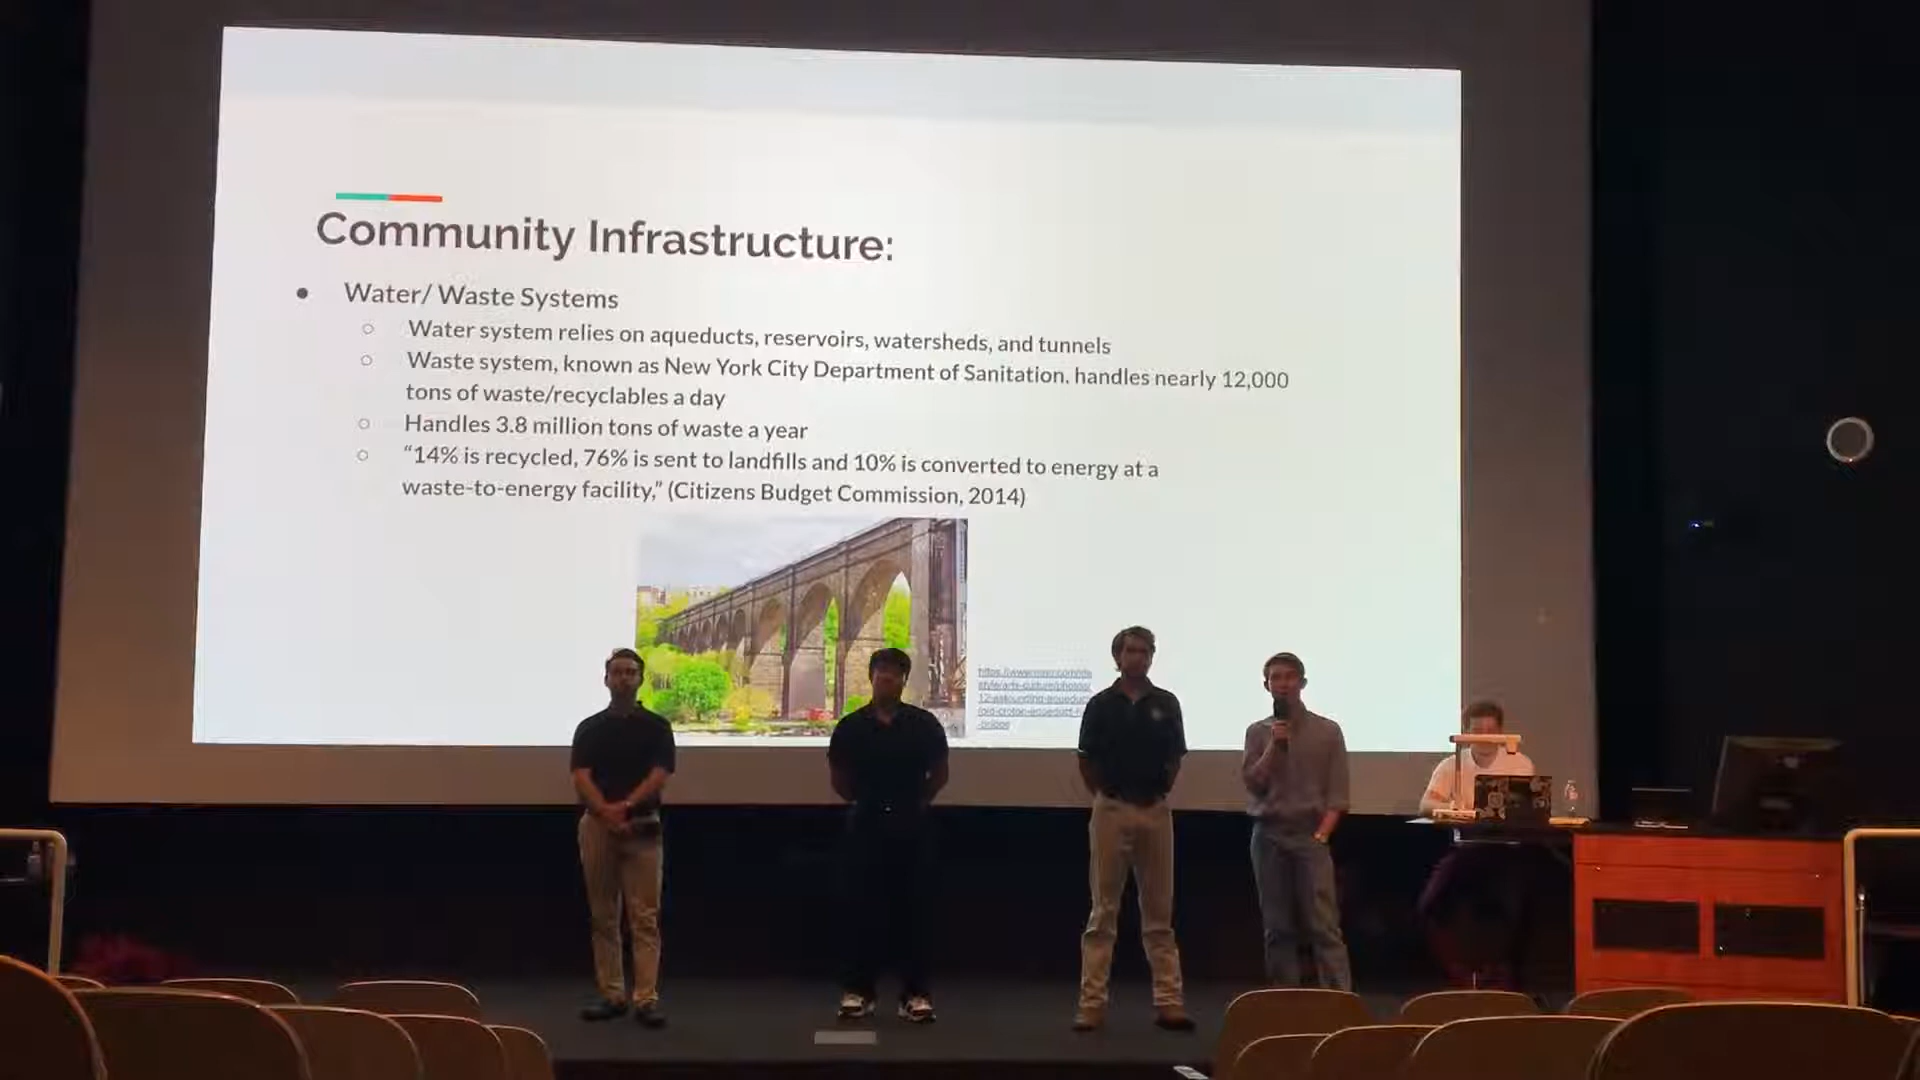 Community Infrastructure:
● Water/ Waste Systems
○ Water system relies on aqueducts, reservoirs, watersheds, and tunnels
○ Waste system, known as New York City Department of Sanitation, handles nearly 12,000
tons of waste/recyclables a day
○ Handles 3.8 million tons of waste a year
○ “14% is recycled, 76% is sent to landfills and 10% is converted to energy at a
waste-to-energy facility,” (Citizens Budget Commission, 2014)